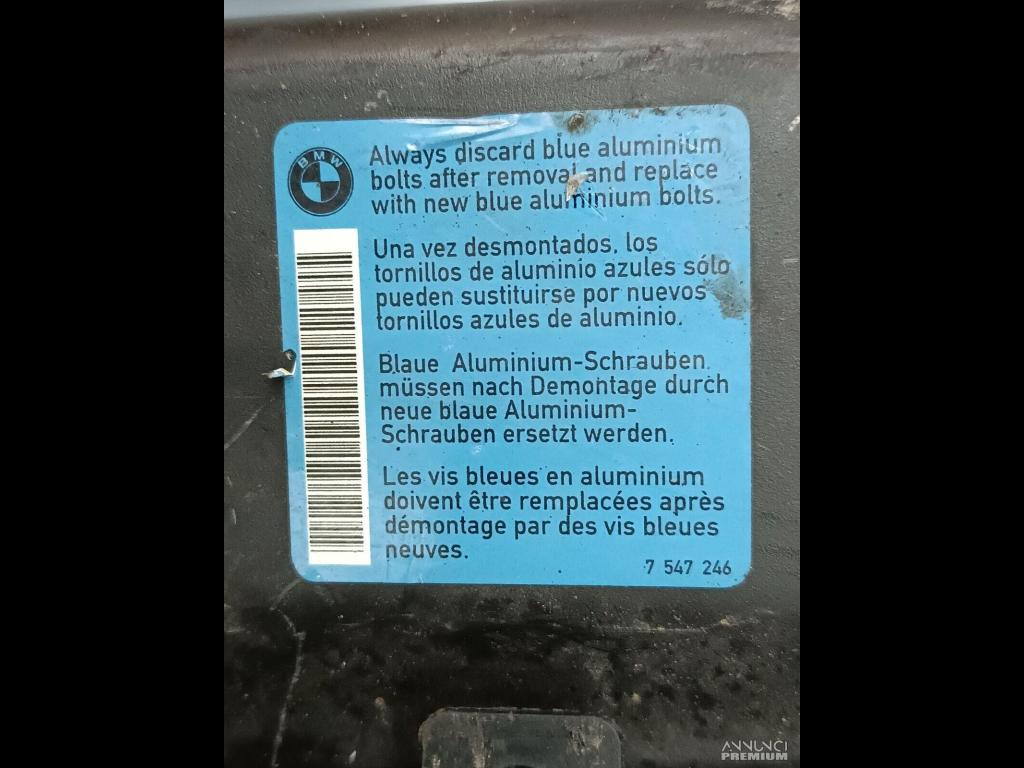 BMW
Always discard blue aluminium
bolts after removal and replace
with new blue aluminium bolts.
Una vez desmontados, los
tornillos de aluminio azules sólo
pueden sustituirse por nuevos
tornillos azules de aluminio.
Blaue Aluminium-Schrauben
müssen nach Demontage durch
neue blaue Aluminium-
Schrauben ersetzt werden.
Les vis bleues en aluminium
doivent être remplacées après
démontage par des vis bleues
neuves.
7 547 246
ANNUNCI
PREMIUM